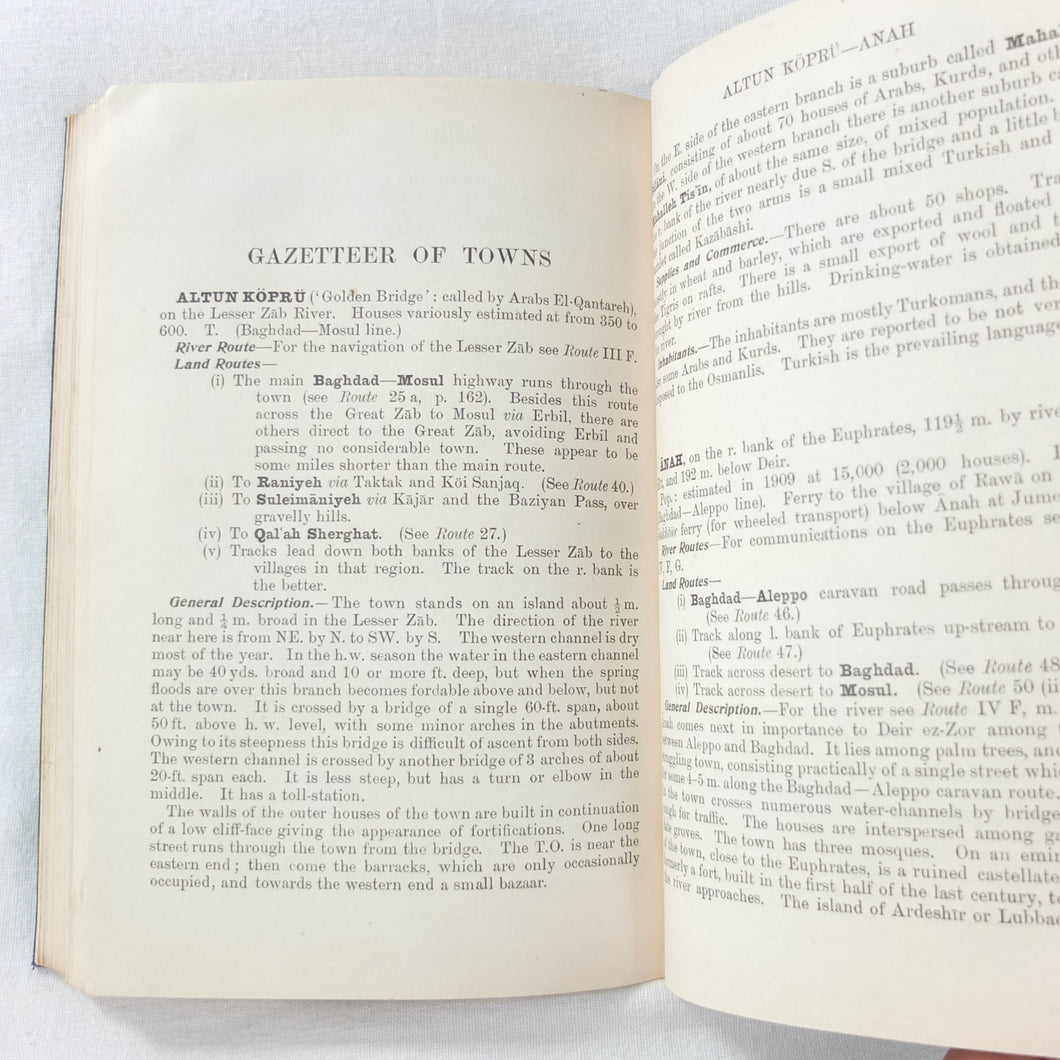 GAZETTEER OF TOWNS
ALTUN KÖPRÜ (‘Golden Bridge’: called by Arabs El-Qantareh),
on the Lesser Zāb River. Houses variously estimated at from 350 to
600. T. (Baghdad—Mosul line.)
River Route—For the navigation of the Lesser Zāb see Route III F.
Land Routes—
(i) The main Baghdad—Mosul highway runs through the
town (see Route 25 a, p. 162). Besides this route
across the Great Zāb to Mosul via Erbil, there are
others direct to the Great Zāb, avoiding Erbil and
passing no considerable town. These appear to be
some miles shorter than the main route.
(ii) To Raniyeh via Taktak and Köi Sanjaq. (See Route 40.)
(iii) To Suleimāniyeh via Kājār and the Baziyan Pass, over
gravelly hills.
(iv) To Qal‘ah Sherghat. (See Route 27.)
(v) Tracks lead down both banks of the Lesser Zāb to the
villages in that region. The track on the r. bank is
the better.
General Description.—The town stands on an island about ½ m.
long and ¼ m. broad in the Lesser Zāb. The direction of the river
near here is from NE. by N. to SW. by S. The western channel is dry
most of the year. In the h.w. season the water in the eastern channel
may be 40 yds. broad and 10 or more ft. deep, but when the spring
floods are over this branch becomes fordable above and below, but not
at the town. It is crossed by a bridge of a single 60-ft. span, about
50 ft. above h. w. level, with some minor arches in the abutments.
Owing to its steepness this bridge is difficult of ascent from both sides.
The western channel is crossed by another bridge of 3 arches of about
20-ft. span each. It is less steep, but has a turn or elbow in the
middle. It has a toll-station.
The walls of the outer houses of the town are built in continuation
of a low cliff-face giving the appearance of fortifications. One long
street runs through the town from the bridge. The T.O. is near the
eastern end; then come the barracks, which are only occasionally
occupied, and towards the western end a small bazaar.
ALTUN KÖPRÜ—ANAH
On the E. side of the eastern branch is a suburb called
consisting of about 70 houses of Arabs, Kurds, and
the W. side of the western branch there is another suburb
Tis‘in, of about the same size, of mixed population.
r. bank of the river nearly due S. of the bridge and a little
junction of the two arms is a small mixed Turkish and
called Kazābāshi.
Supplies and Commerce.—There are about 50 shops.
in wheat and barley, which are exported and floated
Tigris on rafts. There is a small export of wool and
by river from the hills. Drinking-water is obtained
river.
Inhabitants.—The inhabitants are mostly Turkomans, and
some Arabs and Kurds. They are reported to be not
to the Osmanlis. Turkish is the prevailing language
ĀNAH, on the r. bank of the Euphrates, 119½ m. by
and 192 m. below Deir.
Pop.: estimated in 1909 at 15,000 (2,000 houses).
Baghdad—Aleppo line). Ferry to the village of Rawā on
ferry (for wheeled transport) below Ānah at
River Routes—For communications on the Euphrates
F, G.
Land Routes—
(i) Baghdad—Aleppo caravan road passes
(See Route 46.)
(ii) Track along l. bank of Euphrates up-stream to
(See Route 47.)
(iii) Track across desert to Baghdad. (See Route 48
(iv) Track across desert to Mosul. (See Route 50
General Description.—For the river see Route IV F, m.
Anah comes next in importance to Deir ez-Zor among
between Aleppo and Baghdad. It lies among palm trees, and
town, consisting practically of a single street
some 4–5 m. along the Baghdad—Aleppo caravan route.
in the town crosses numerous water-channels by
for traffic. The houses are interspersed among
groves. The town has three mosques. On an
of the town, close to the Euphrates, is a ruined
formerly a fort, built in the first half of the last century,
river approaches. The island of Ardeshīr or